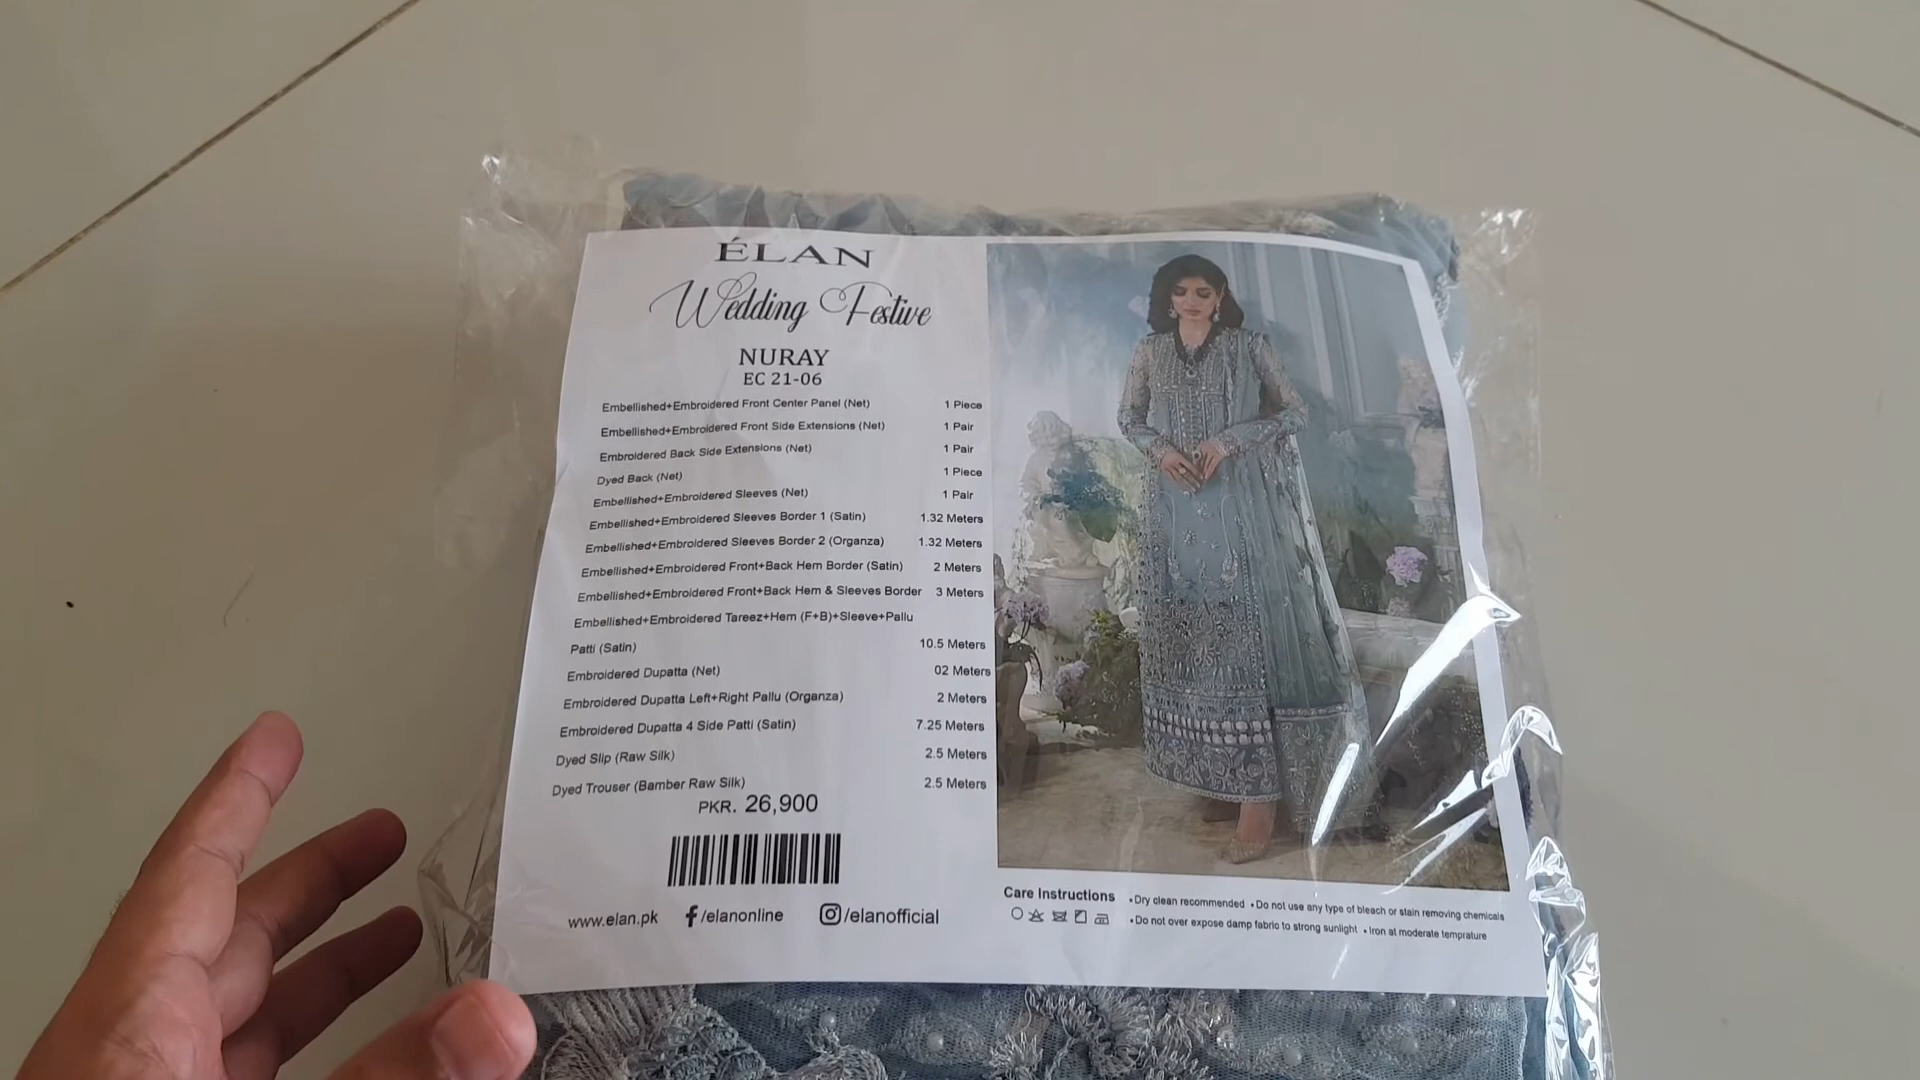 ÉLAN
Wedding Festive
NURAY
EC 21-06
Embellished+Embroidered Front Center Panel (Net) 1 Piece
Embellished+Embroidered Front Side Extensions (Net) 1 Pair
Embroidered Back Side Extensions (Net) 1 Pair
Dyed Back (Net) 1 Piece
Embellished+Embroidered Sleeves (Net) 1 Pair
Embellished+Embroidered Sleeves Border 1 (Satin) 1.32 Meters
Embellished+Embroidered Sleeves Border 2 (Organza) 1.32 Meters
Embellished+Embroidered Front+Back Hem Border (Satin) 2 Meters
Embellished+Embroidered Front+Back Hem & Sleeves Border 3 Meters
Embellished+Embroidered Tareez+Hem (F+B)+Sleeve+Pallu
Patti (Satin) 10.5 Meters
Embroidered Dupatta (Net) 02 Meters
Embroidered Dupatta Left+Right Pallu (Organza) 2 Meters
Embroidered Dupatta 4 Side Patti (Satin) 7.25 Meters
Dyed Slip (Raw Silk) 2.5 Meters
Dyed Trouser (Bamber Raw Silk) 2.5 Meters
PKR. 26,900
www.elan.pk f/elanonline /elanofficial
Care Instructions
•Dry clean recommended •Do not use any type of bleach or stain removing chemicals
•Do not over expose damp fabric to strong sunlight •Iron at moderate temprature